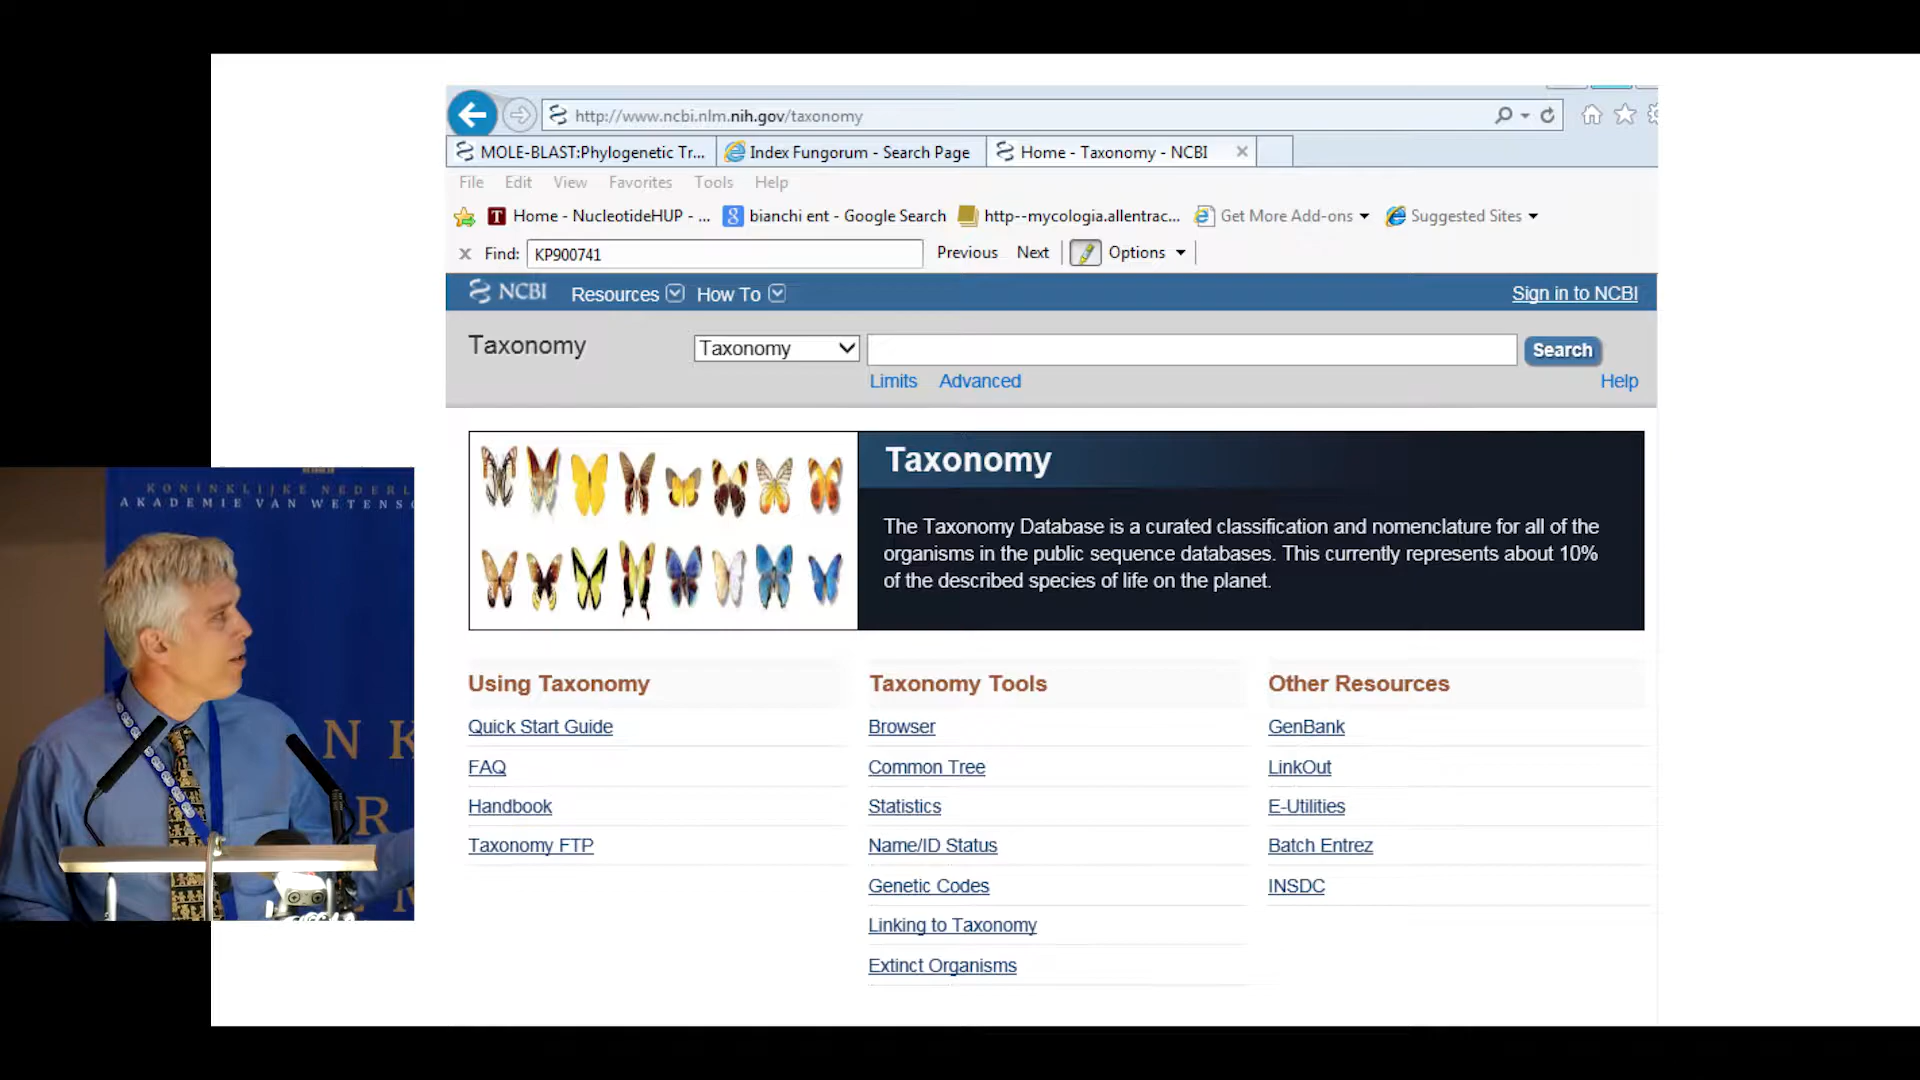 http://www.ncbi.nlm.nih.gov/taxonomy
MOLE-BLAST:Phylogenetic Tr...
Index Fungorum - Search Page
Home - Taxonomy - NCBI
File Edit View Favorites Tools Help
Home - NucleotideHUP - ...
bianchi ent - Google Search
http--mycologia.allentrac...
Get More Add-ons
Suggested Sites
Find: KP900741 Previous Next Options
NCBI Resources How To Sign in to NCBI
Taxonomy Taxonomy Search
Limits Advanced Help
Taxonomy
The Taxonomy Database is a curated classification and nomenclature for all of the
organisms in the public sequence databases. This currently represents about 10%
of the described species of life on the planet.
Using Taxonomy
Quick Start Guide
FAQ
Handbook
Taxonomy FTP
Taxonomy Tools
Browser
Common Tree
Statistics
Name/ID Status
Genetic Codes
Linking to Taxonomy
Extinct Organisms
Other Resources
GenBank
LinkOut
E-Utilities
Batch Entrez
INSDC
KONINKLIJKE NEDERL
AKADEMIE VAN WETENS
N K
R